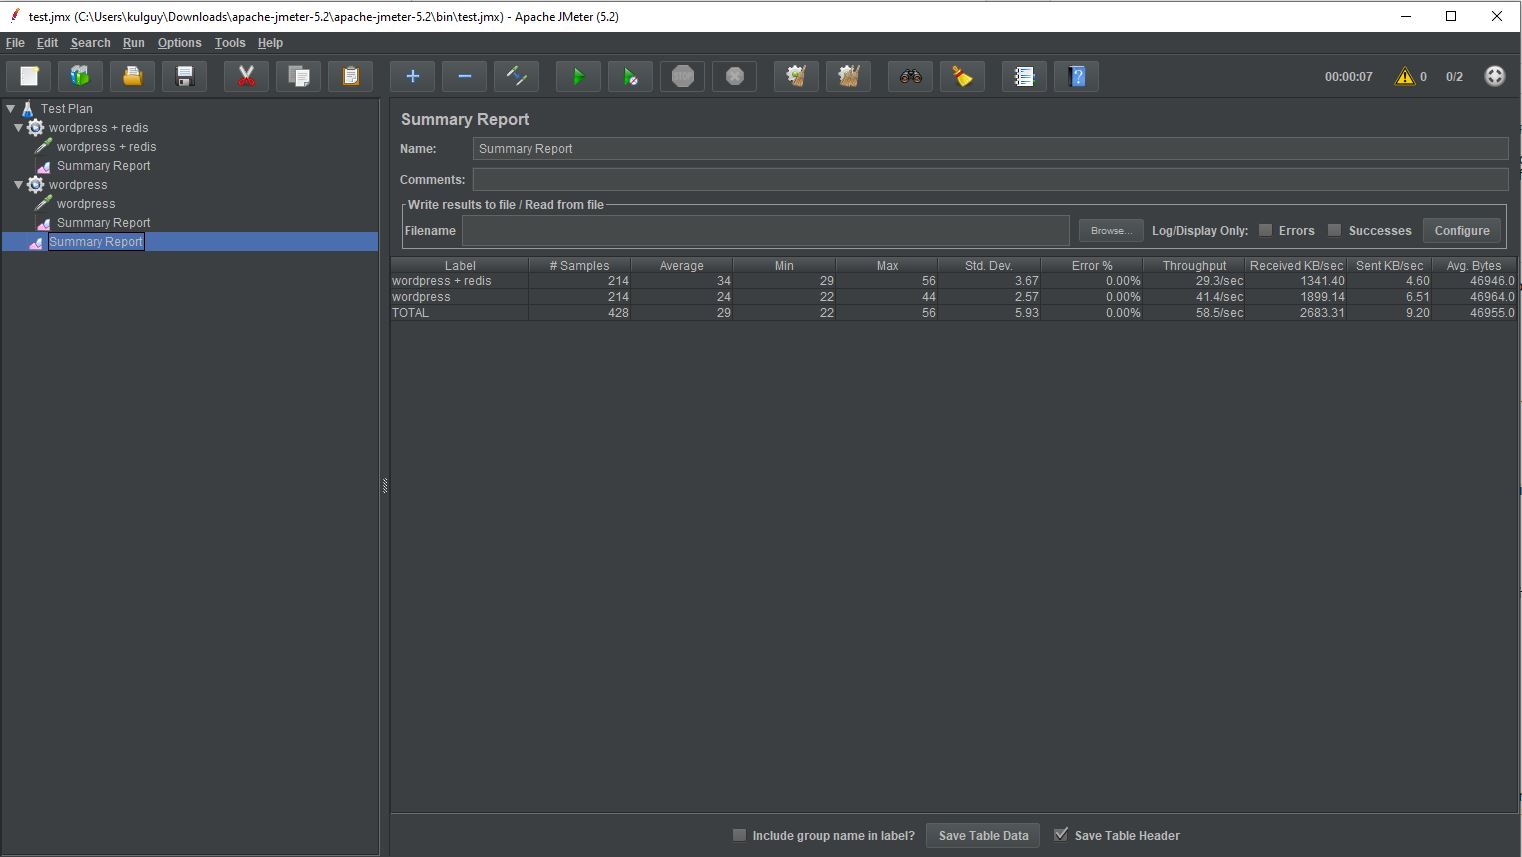 test.jmx (C:\Users\kulguy\Downloads\apache-jmeter-5.2\apache-jmeter-5.2\bin\test.jmx) - Apache JMeter (5.2)
File Edit Search Run Options Tools Help
STOP ? 00:00:07 0 0/2
Test Plan
wordpress + redis
wordpress + redis
Summary Report
wordpress
wordpress
Summary Report
Summary Report
Summary Report
Name: Summary Report
Comments:
Write results to file / Read from file
Filename Browse... Log/Display Only: Errors Successes Configure
Label # Samples Average Min Max Std. Dev. Error % Throughput Received KB/sec Sent KB/sec Avg. Bytes
wordpress + redis 214 34 29 56 3.67 0.00% 29.3/sec 1341.40 4.60 46946.0
wordpress 214 24 22 44 2.57 0.00% 41.4/sec 1899.14 6.51 46964.0
TOTAL 428 29 22 56 5.93 0.00% 58.5/sec 2683.31 9.20 46955.0
Include group name in label? Save Table Data Save Table Header